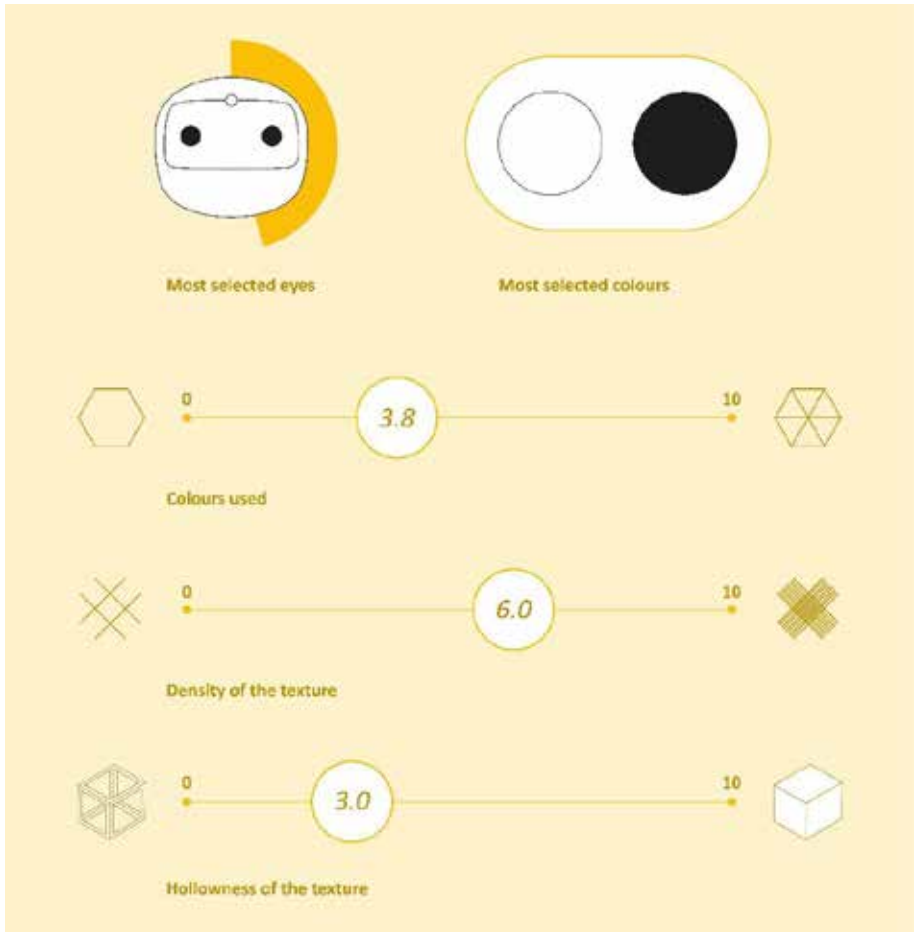 Most selected eyes
Most selected colours
0
3.8
10
Colours used
0
6.0
10
Density of the texture
0
3.0
10
Hollowness of the texture